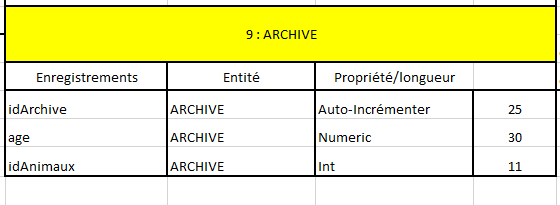 9 : ARCHIVE
Enregistrements Entité Propriété/longueur
idArchive ARCHIVE Auto-Incrémenter 25
age ARCHIVE Numeric 30
idAnimaux ARCHIVE Int 11